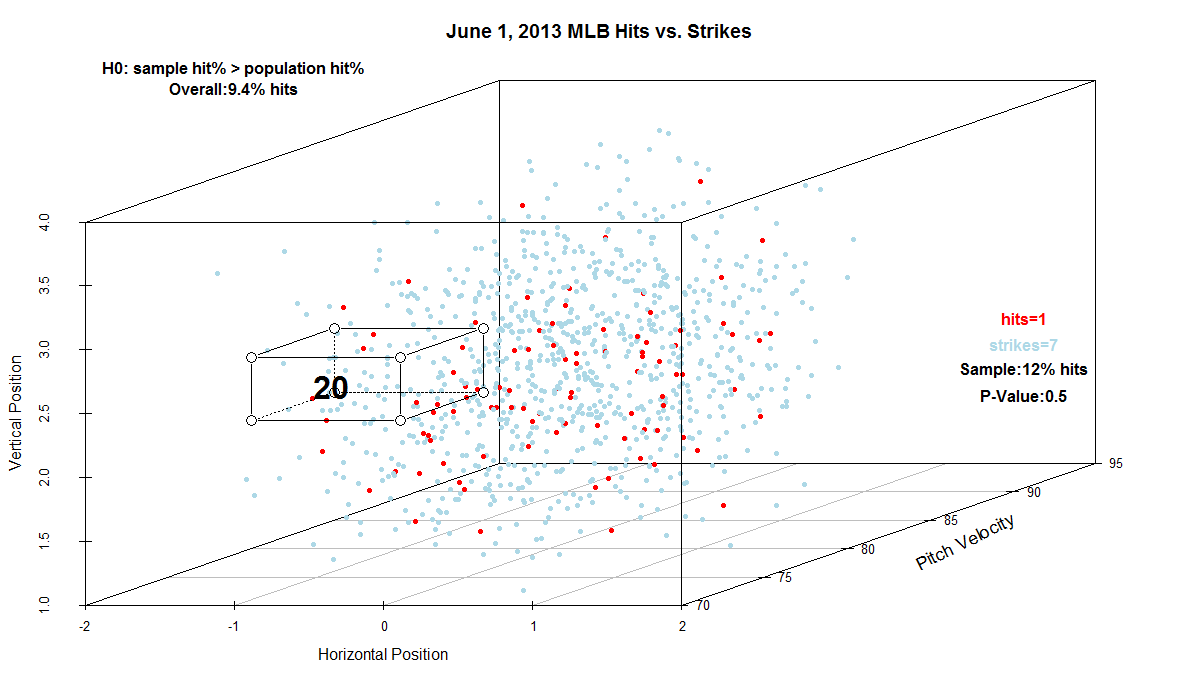 June 1, 2013 MLB Hits vs. Strikes
H0: sample hit% > population hit%
Overall:9.4% hits
4.0
3.5
3.0
2.5
2.0
1.5
1.0
Vertical Position
20
hits=1
strikes=7
Sample:12% hits
P-Value:0.5
95
90
85
80
75
70
Pitch Velocity
-2 -1 0 1 2
Horizontal Position